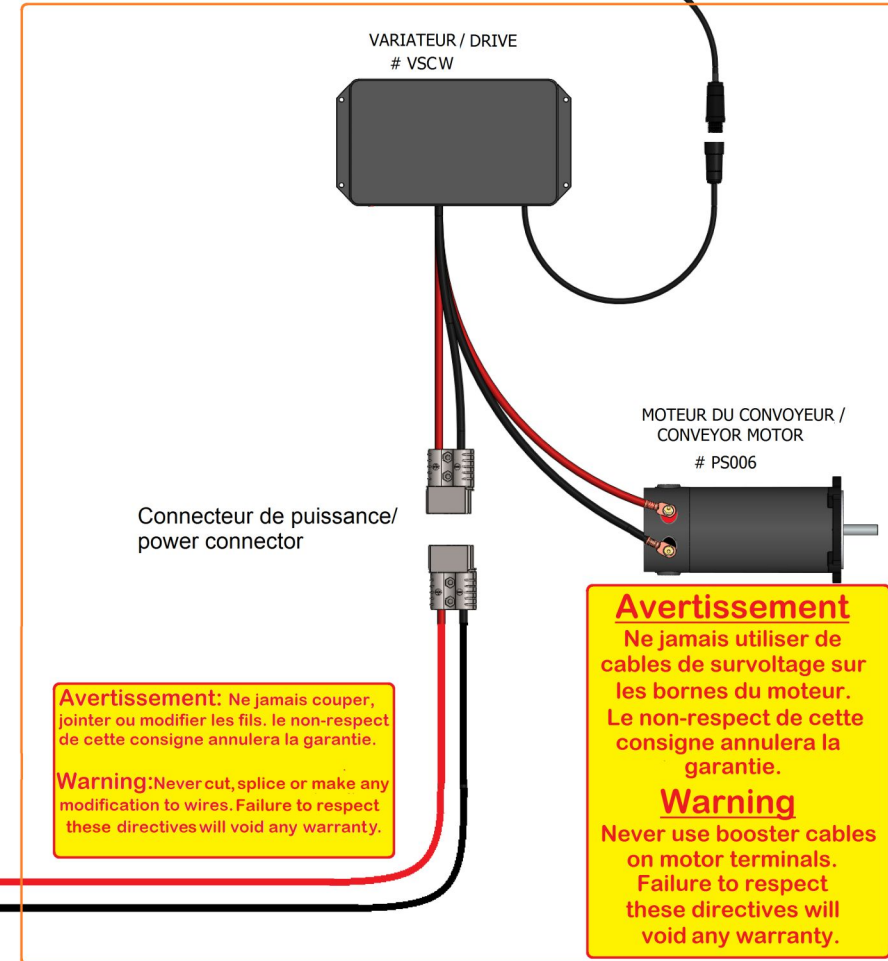 VARIATEUR / DRIVE
# VSCW
MOTEUR DU CONVOYEUR /
CONVEYOR MOTOR
# PS006
Connecteur de puissance/
power connector
Avertissement: Ne jamais couper,
jointer ou modifier les fils. le non-respect
de cette consigne annulera la garantie.
Warning:Never cut, splice or make any
modification to wires. Failure to respect
these directives will void any warranty.
Avertissement
Ne jamais utiliser de
cables de survoltage sur
les bornes du moteur.
Le non-respect de cette
consigne annulera la
garantie.
Warning
Never use booster cables
on motor terminals.
Failure to respect
these directives will
void any warranty.